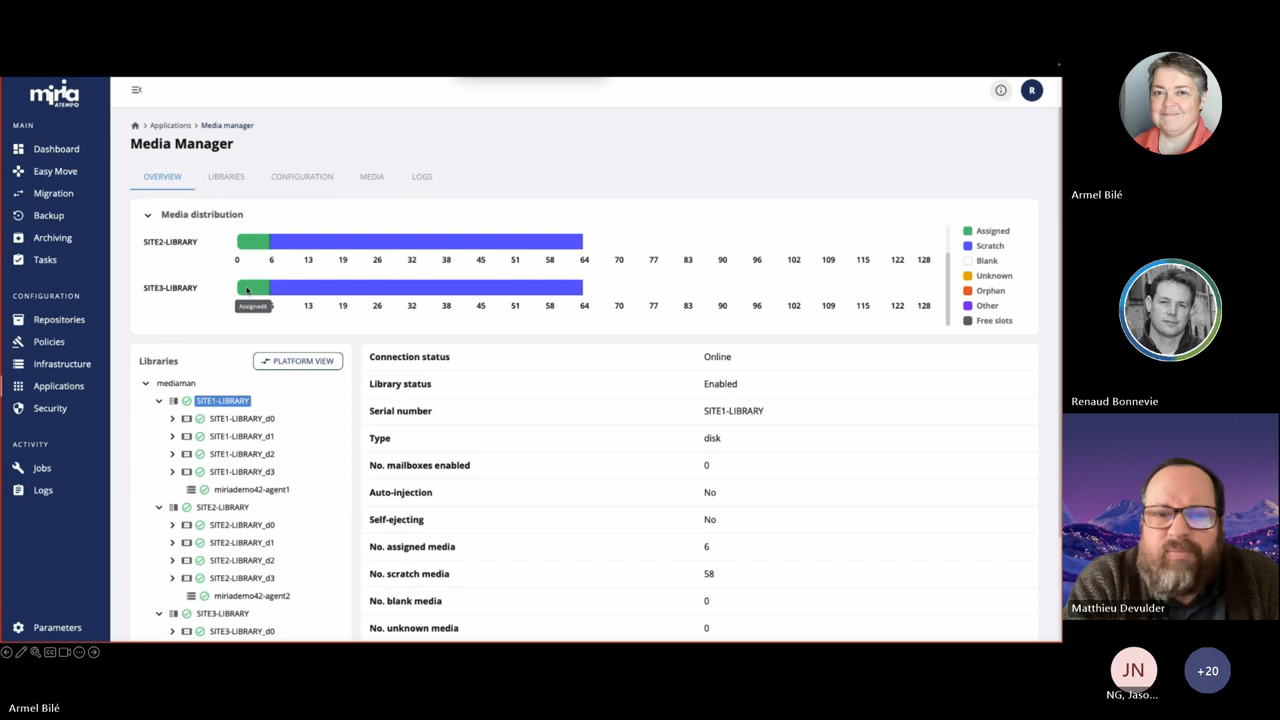 miria
ATEMPO
MAIN
Dashboard
Easy Move
Migration
Backup
Archiving
Tasks
CONFIGURATION
Repositories
Policies
Infrastructure
Applications
Security
ACTIVITY
Jobs
Logs
Parameters
R
Applications > Media manager
Media Manager
OVERVIEW LIBRARIES CONFIGURATION MEDIA LOGS
Media distribution
SITE2-LIBRARY
0 6 13 19 26 32 38 45 51 58 64 70 77 83 90 96 102 109 115 122 128
SITE3-LIBRARY
Assigned6
13 19 26 32 38 45 51 58 64 70 77 83 90 96 102 109 115 122 128
Assigned
Scratch
Blank
Unknown
Orphan
Other
Free slots
Libraries
PLATFORM VIEW
mediaman
SITE1-LIBRARY
SITE1-LIBRARY_d0
SITE1-LIBRARY_d1
SITE1-LIBRARY_d2
SITE1-LIBRARY_d3
miriademo42-agent1
SITE2-LIBRARY
SITE2-LIBRARY_d0
SITE2-LIBRARY_d1
SITE2-LIBRARY_d2
SITE2-LIBRARY_d3
miriademo42-agent2
SITE3-LIBRARY
SITE3-LIBRARY_d0
Connection status Online
Library status Enabled
Serial number SITE1-LIBRARY
Type disk
No. mailboxes enabled 0
Auto-injection No
Self-ejecting No
No. assigned media 6
No. scratch media 58
No. blank media 0
No. unknown media 0
Armel Bilé
Renaud Bonnevie
Matthieu Devulder
JN
+20
NG, Jaso...
Armel Bilé